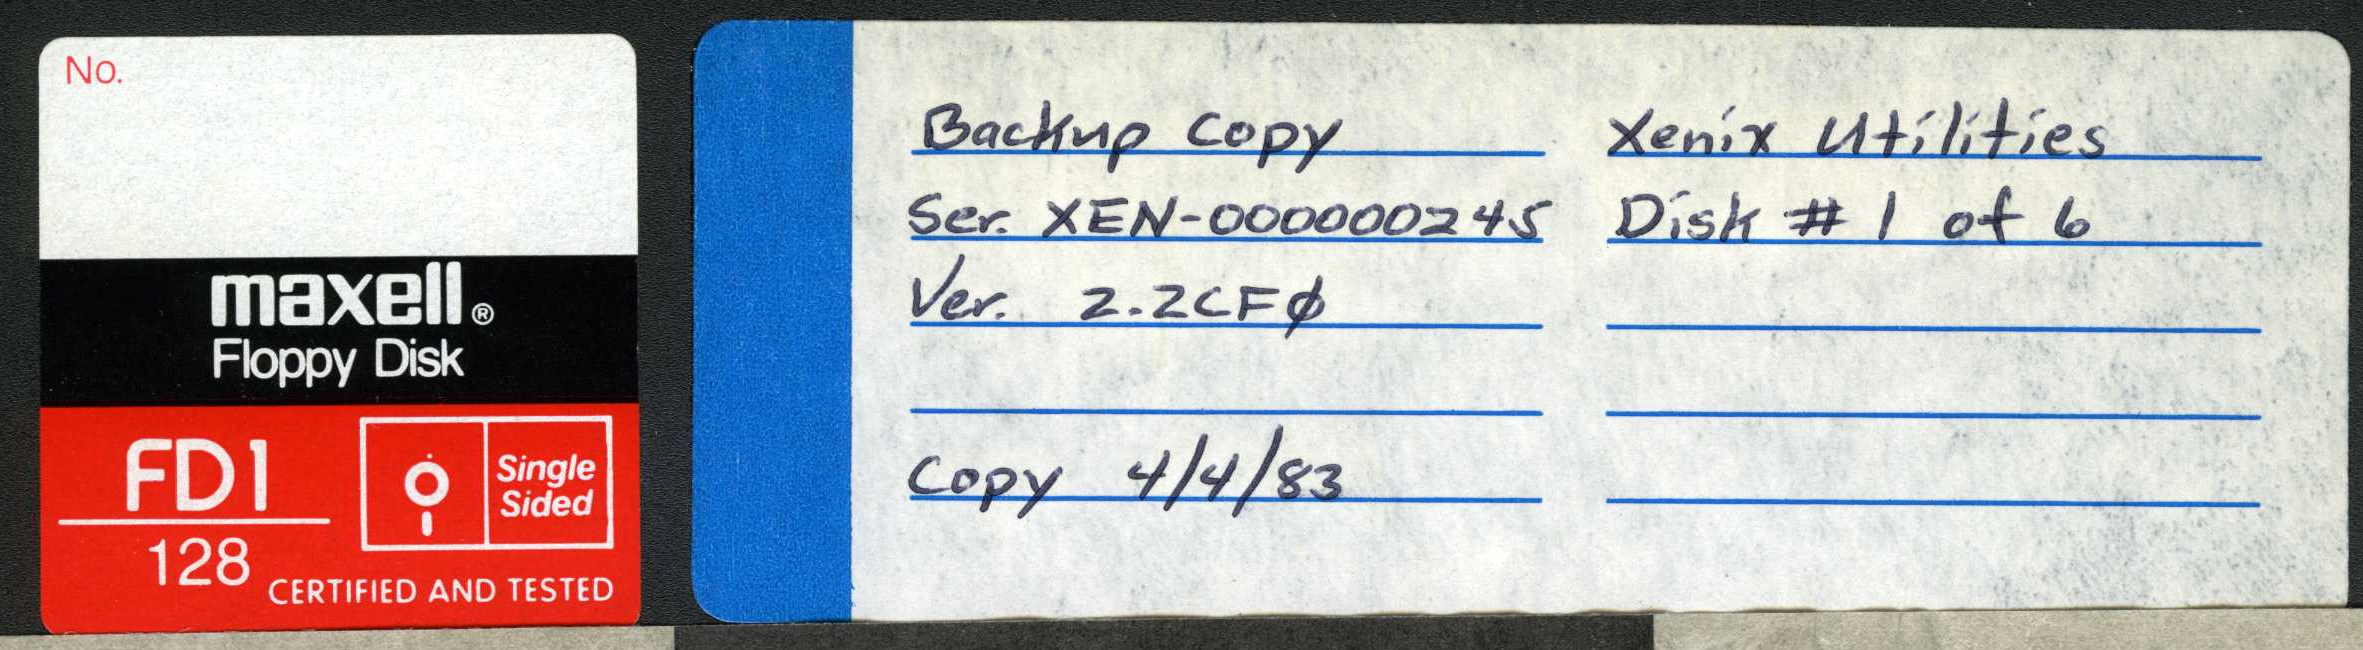 No.
maxell®
Floppy Disk
FD1
128
Single
Sided
CERTIFIED AND TESTED
Backup Copy
Ser. XEN-000000245
Ver. 2.2CFø
Copy 4/4/83
Xenix Utilities
Disk # 1 of 6